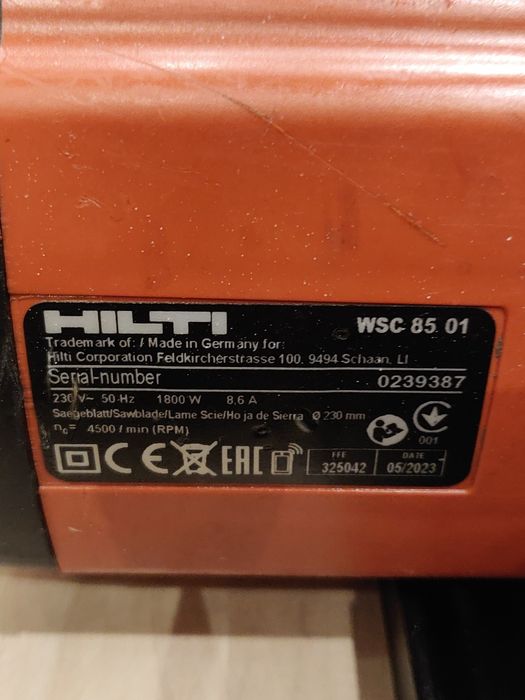 HILTI
WSC 85 01
Trademark of: / Made in Germany for:
Hilti Corporation Feldkircherstrasse 100, 9494 Schaan, LI
Serial-number 0239387
230 V~ 50 Hz 1800 W 8,6 A
Saegeblatt/Sawblade/Lame Scie/Hoja de Sierra Ø 230 mm
n₀= 4500 / min (RPM)
001
CE EAC
FFE DATE
325042 05/2023